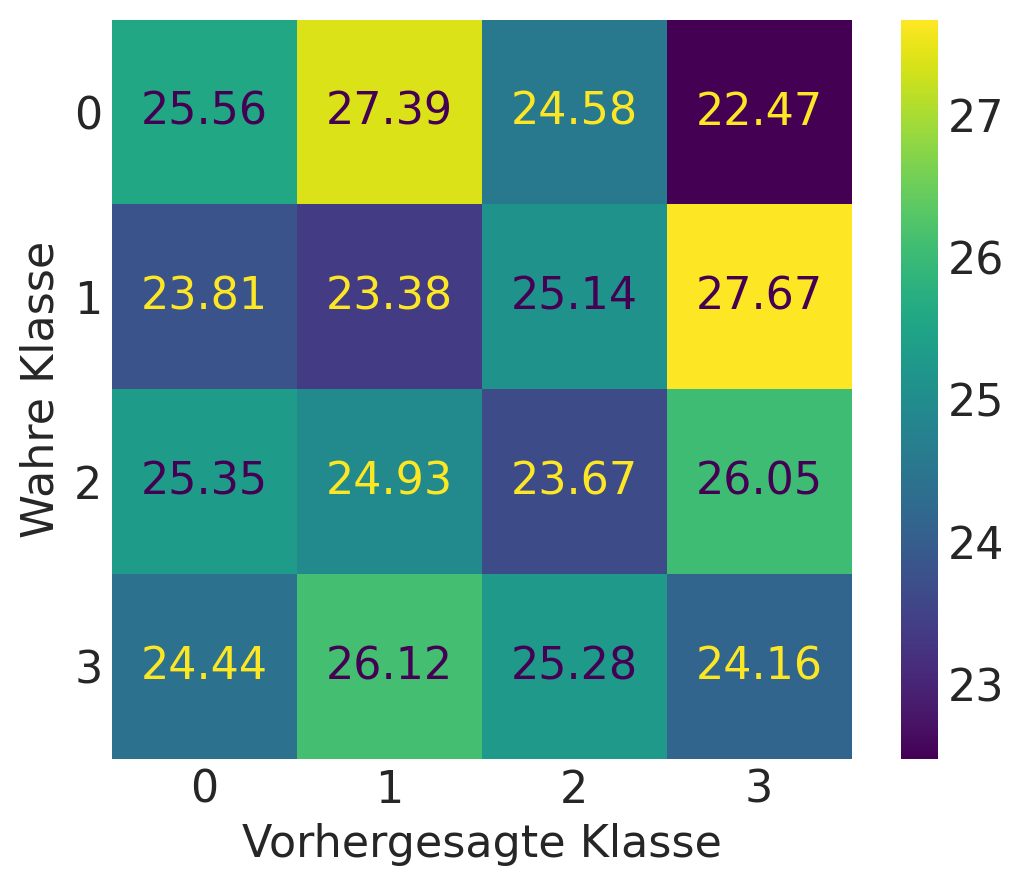 0 25.56 27.39 24.58 22.47
1 23.81 23.38 25.14 27.67
2 25.35 24.93 23.67 26.05
3 24.44 26.12 25.28 24.16
0 1 2 3
Vorhergesagte Klasse
Wahre Klasse
27
26
25
24
23